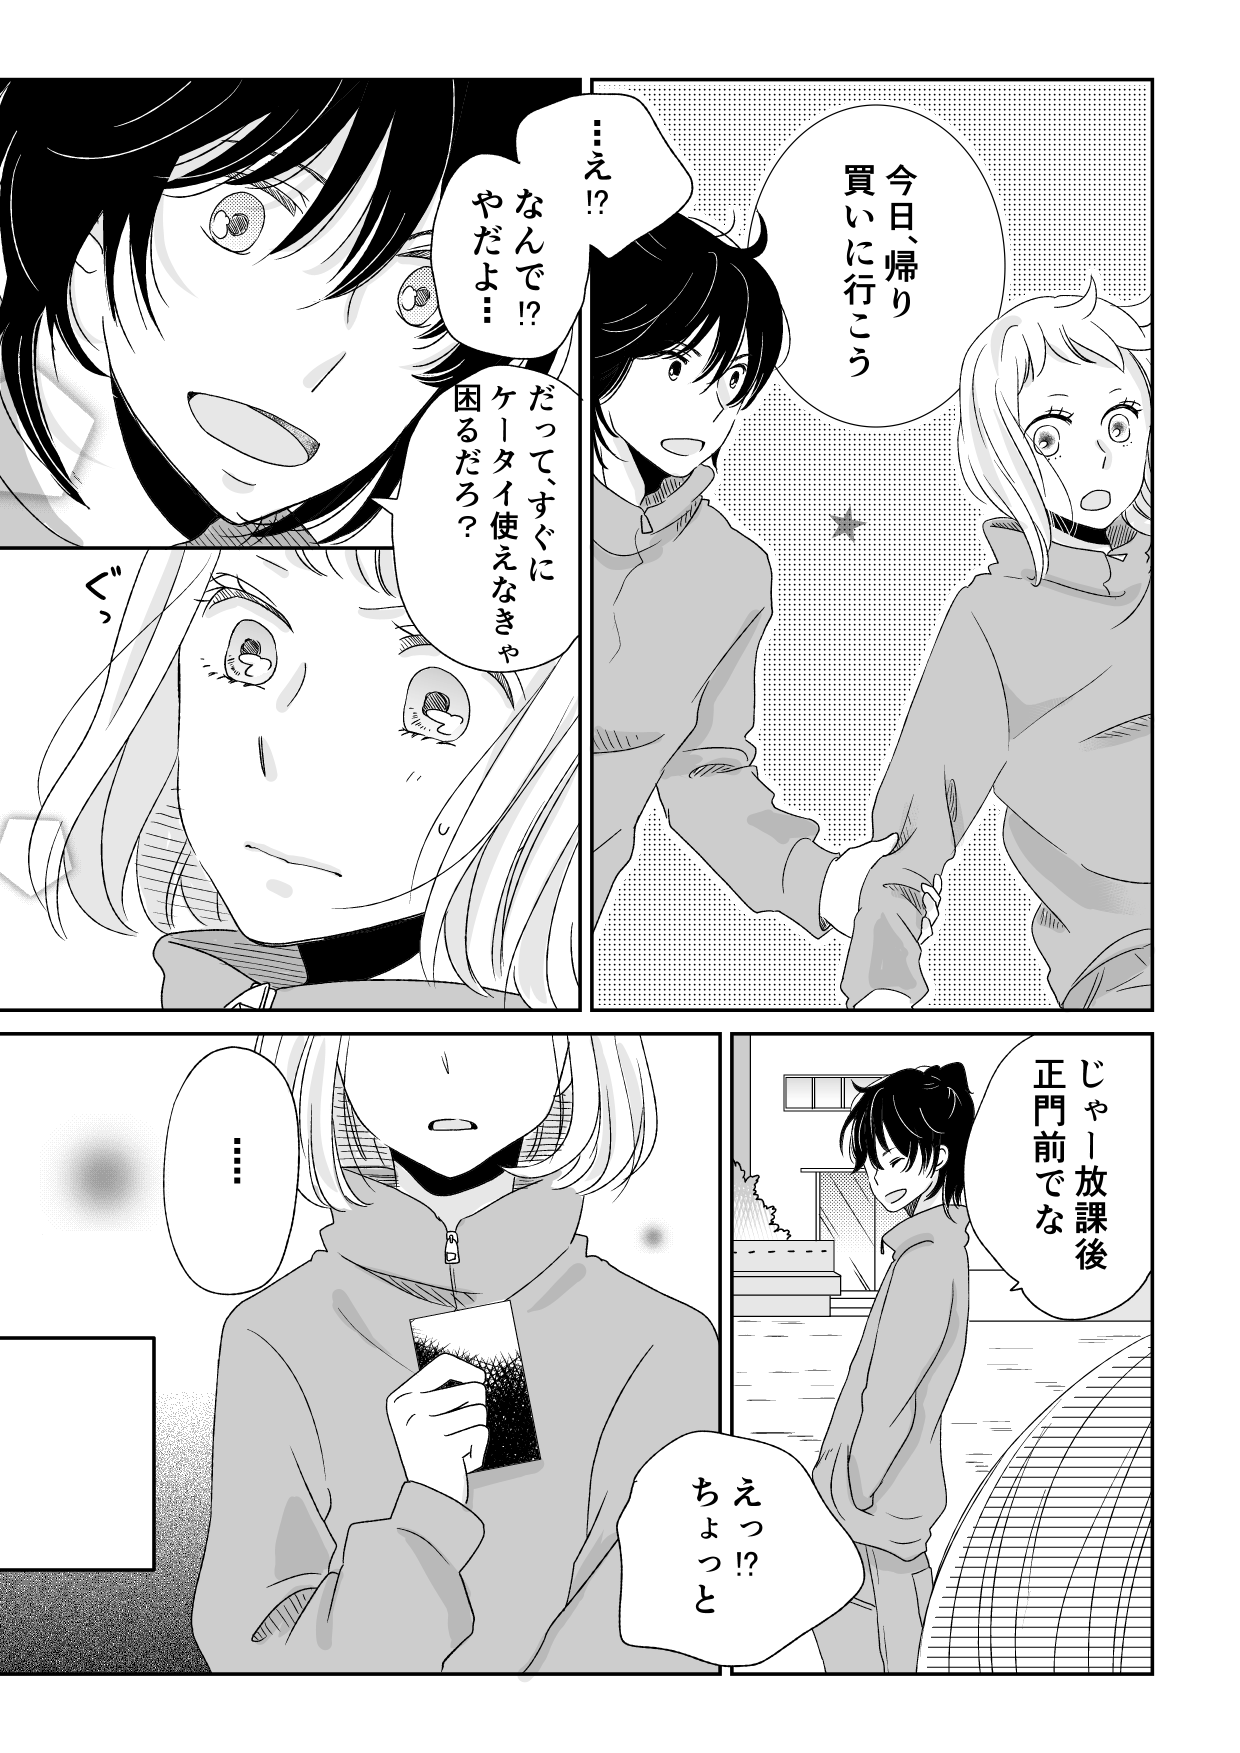 今日、帰り
買いに行こう
…え!?
なんで!?
やだよ…
だって、すぐに
ケータイ使えなきゃ
困るだろ？
ぐっ
じゃー放課後
正門前でな
えっ!?
ちょっと
……